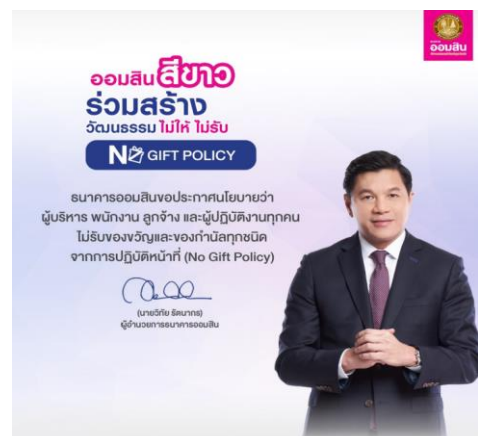 ออมสิน
ออมสินสีขาว
ร่วมสร้าง
วัฒนธรรม ไม่ให้ ไม่รับ
NO GIFT POLICY
ธนาคารออมสินขอประกาศนโยบายว่า
ผู้บริหาร พนักงาน ลูกจ้าง และผู้ปฏิบัติงานทุกคน
ไม่รับของขวัญและของกำนัลทุกชนิด
จากการปฏิบัติหน้าที่ (No Gift Policy)
(นายวิทัย รัตนากร)
ผู้อำนวยการธนาคารออมสิน